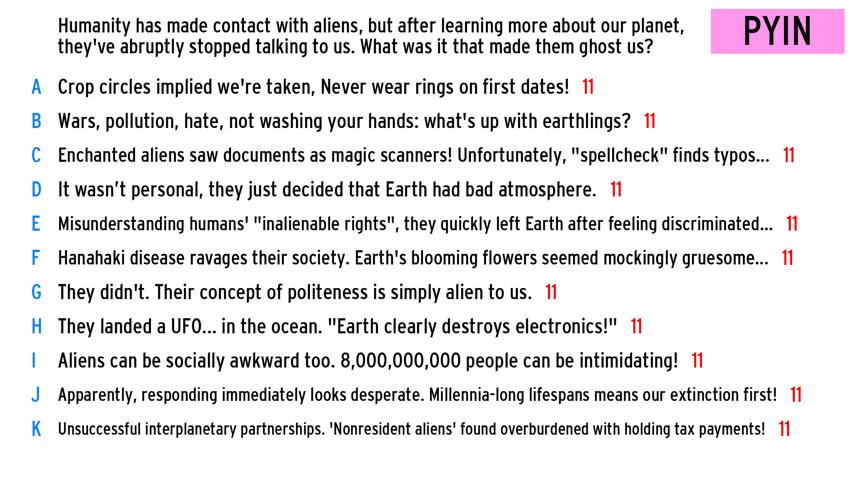 Humanity has made contact with aliens, but after learning more about our planet,
they've abruptly stopped talking to us. What was it that made them ghost us?
PYIN
A Crop circles implied we're taken, Never wear rings on first dates! 11
B Wars, pollution, hate, not washing your hands: what's up with earthlings? 11
C Enchanted aliens saw documents as magic scanners! Unfortunately, "spellcheck" finds typos... 11
D It wasn’t personal, they just decided that Earth had bad atmosphere. 11
E Misunderstanding humans' "inalienable rights", they quickly left Earth after feeling discriminated... 11
F Hanahaki disease ravages their society. Earth's blooming flowers seemed mockingly gruesome... 11
G They didn't. Their concept of politeness is simply alien to us. 11
H They landed a UFO... in the ocean. "Earth clearly destroys electronics!" 11
I Aliens can be socially awkward too. 8,000,000,000 people can be intimidating! 11
J Apparently, responding immediately looks desperate. Millennia-long lifespans means our extinction first! 11
K Unsuccessful interplanetary partnerships. 'Nonresident aliens' found overburdened with holding tax payments! 11